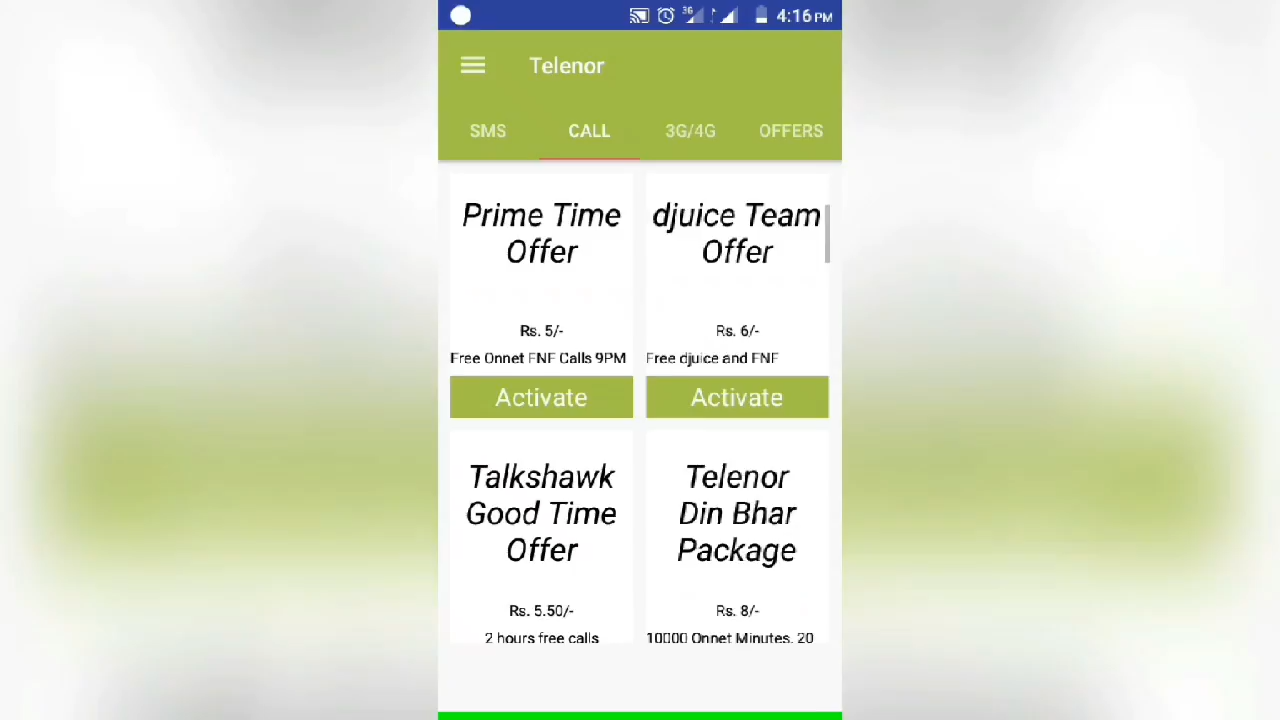 3G
4:16 PM
Telenor
SMS CALL 3G/4G OFFERS
Prime Time
Offer
Rs. 5/-
Free Onnet FNF Calls 9PM
Activate
djuice Team
Offer
Rs. 6/-
Free djuice and FNF
Activate
Talkshawk
Good Time
Offer
Rs. 5.50/-
2 hours free calls
Telenor
Din Bhar
Package
Rs. 8/-
10000 Onnet Minutes, 20